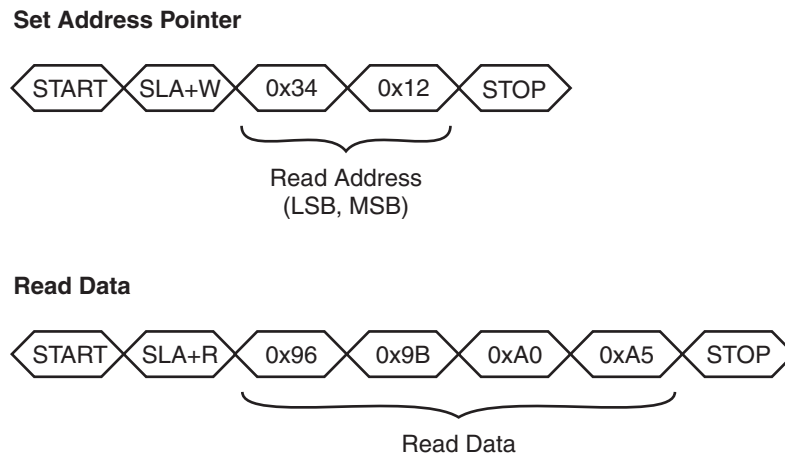 Set Address Pointer
START SLA+W 0x34 0x12 STOP
Read Address
(LSB, MSB)
Read Data
START SLA+R 0x96 0x9B 0xA0 0xA5 STOP
Read Data